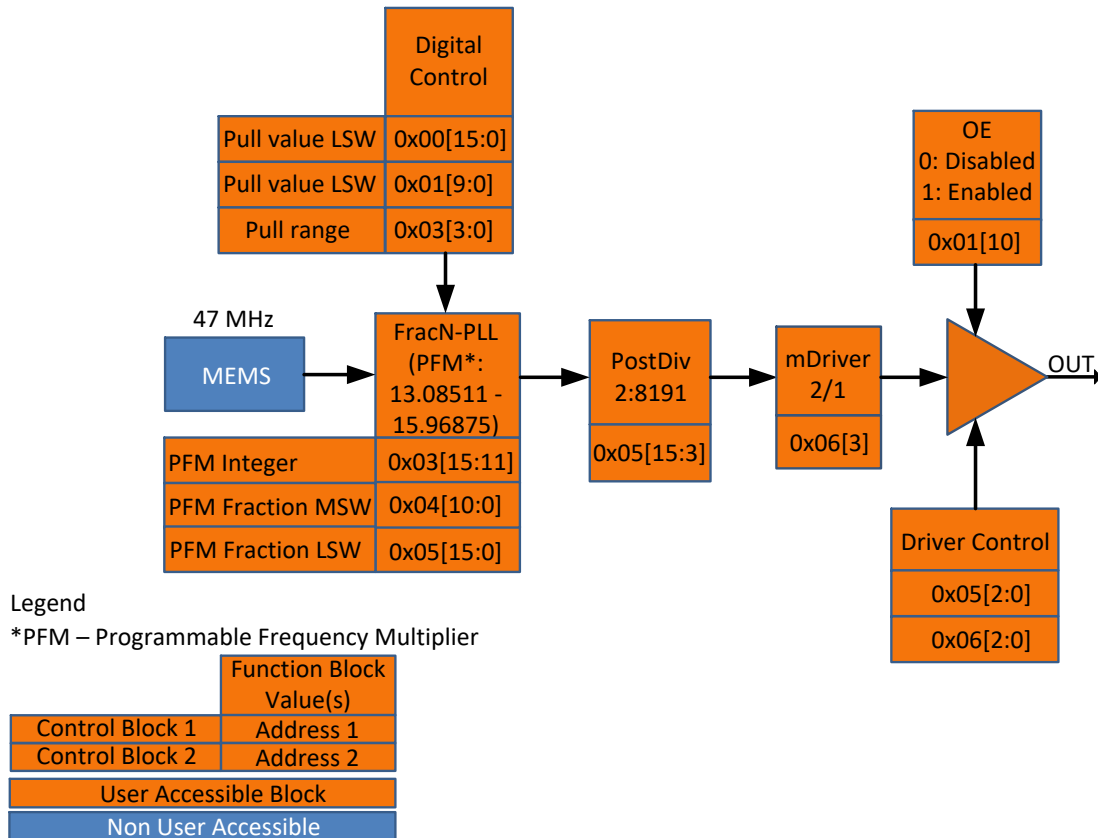 Digital
Control
Pull value LSW 0x00[15:0]
Pull value LSW 0x01[9:0]
Pull range 0x03[3:0]
OE
0: Disabled
1: Enabled
0x01[10]
47 MHz
MEMS
FracN-PLL
(PFM*:
13.08511 -
15.96875)
PFM Integer 0x03[15:11]
PFM Fraction MSW 0x04[10:0]
PFM Fraction LSW 0x05[15:0]
PostDiv
2:8191
0x05[15:3]
mDriver
2/1
0x06[3]
OUT
Driver Control
0x05[2:0]
0x06[2:0]
Legend
*PFM – Programmable Frequency Multiplier
Function Block
Value(s)
Control Block 1 Address 1
Control Block 2 Address 2
User Accessible Block
Non User Accessible